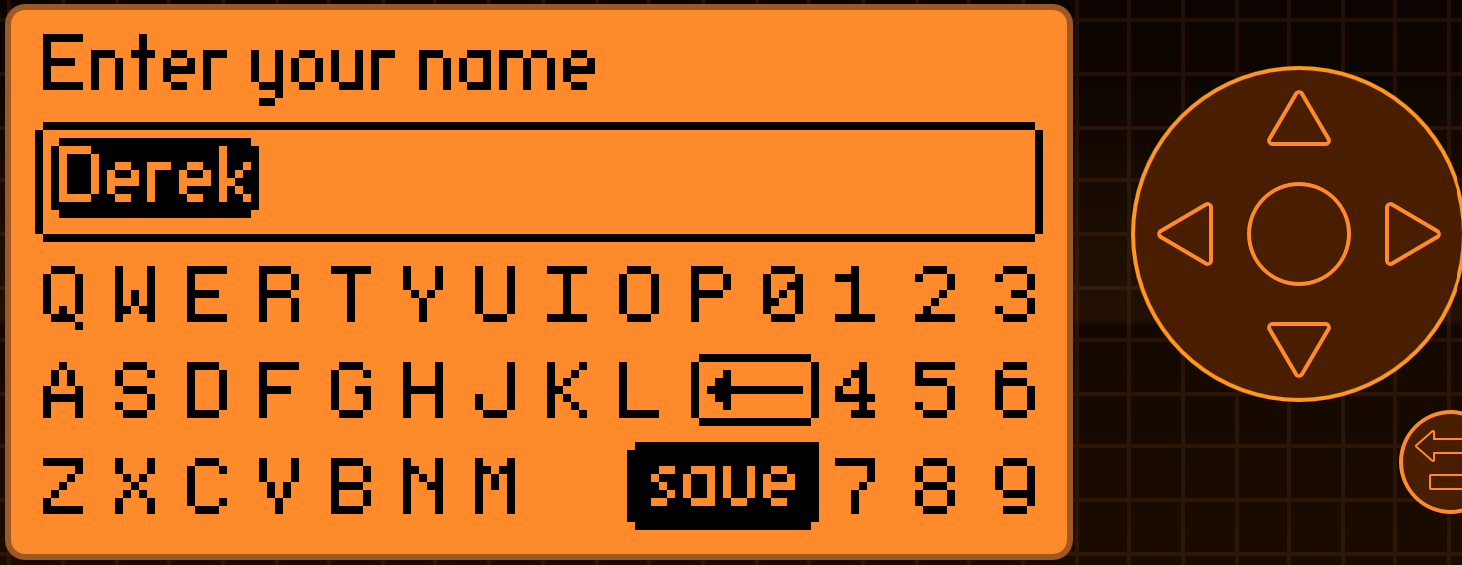 Enter your name
Derek
Q W E R T Y U I O P 0 1 2 3
A S D F G H J K L 4 5 6
Z X C V B N M save 7 8 9